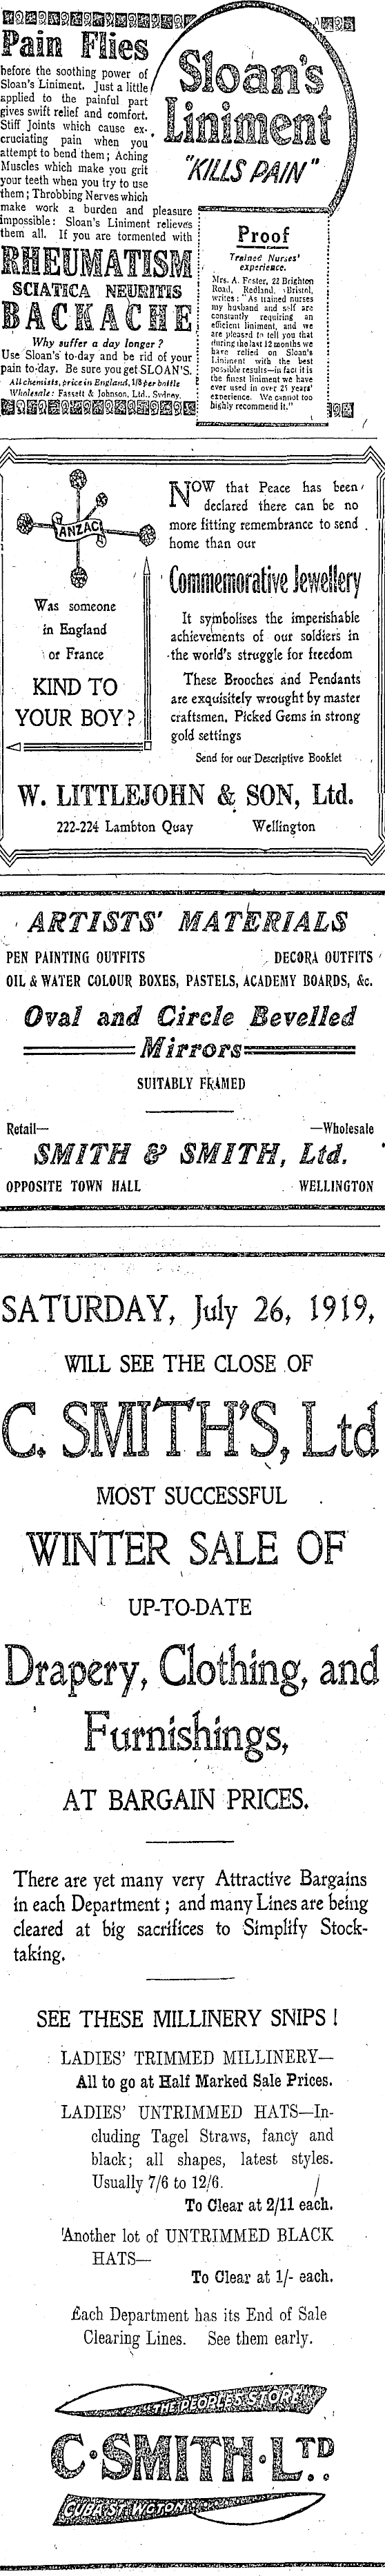 Pain Flies
before the soothing power of
Sloan's Liniment. Just a little
applied to the painful part
gives swift relief and comfort.
Stiff Joints which cause ex-
cruciating pain when you
attempt to bend them; Aching
Muscles which make you grit
your teeth when you try to use
them; Throbbing Nerves which
make work a burden and pleasure
impossible: Sloan's Liniment relieves
them all. If you are tormented with
RHEUMATISM
SCIATICA NEURITIS
BACKACHE
Why suffer a day longer?
Use Sloan's to-day and be rid of your
pain to-day. Be sure you get SLOAN'S.
All chemists, price in England, 1/3 per bottle
Wholesale: Fassett & Johnson, Ltd., Sydney.
Sloan's
Liniment
"KILLS PAIN"
Proof
Trained Nurses'
experience.
Mrs. A. Foster, 22 Brighton
Road, Redland, Bristol,
writes: "As trained nurses
my husband and self are
constantly requiring an
efficient liniment, and we
are pleased to tell you that
during the last 12 months we
have relied on Sloan's
Liniment with the best
possible results—in fact it is
the finest liniment we have
ever used in over 21 years'
experience. We cannot too
highly recommend it."
ANZAC
Was someone
in England
or France
KIND TO
YOUR BOY?
NOW that Peace has been
declared there can be no
more fitting remembrance to send
home than our
Commemorative Jewellery
It symbolises the imperishable
achievements of our soldiers in
the world's struggle for freedom
These Brooches and Pendants
are exquisitely wrought by master
craftsmen, Picked Gems in strong
gold settings
Send for our Descriptive Booklet
W. LITTLEJOHN & SON, Ltd.
222-224 Lambton Quay Wellington
ARTISTS' MATERIALS
PEN PAINTING OUTFITS DECORA OUTFITS
OIL & WATER COLOUR BOXES, PASTELS, ACADEMY BOARDS, &c.
Oval and Circle Bevelled
Mirrors
SUITABLY FRAMED
Retail— —Wholesale
SMITH & SMITH, Ltd.
OPPOSITE TOWN HALL WELLINGTON
SATURDAY, July 26, 1919,
WILL SEE THE CLOSE OF
C. SMITH'S, Ltd
MOST SUCCESSFUL
WINTER SALE OF
UP-TO-DATE
Drapery, Clothing, and
Furnishings,
AT BARGAIN PRICES.
There are yet many very Attractive Bargains
in each Department; and many Lines are being
cleared at big sacrifices to Simplify Stock-
taking.
SEE THESE MILLINERY SNIPS!
LADIES' TRIMMED MILLINERY—
All to go at Half Marked Sale Prices.
LADIES' UNTRIMMED HATS—In-
cluding Tagel Straws, fancy and
black; all shapes, latest styles.
Usually 7/6 to 12/6.
To Clear at 2/11 each.
Another lot of UNTRIMMED BLACK
HATS—
To Clear at 1/- each.
Each Department has its End of Sale
Clearing Lines. See them early.
"THE PEOPLE'S STORE"
C·SMITH·LTD
CUBA ST WGTON